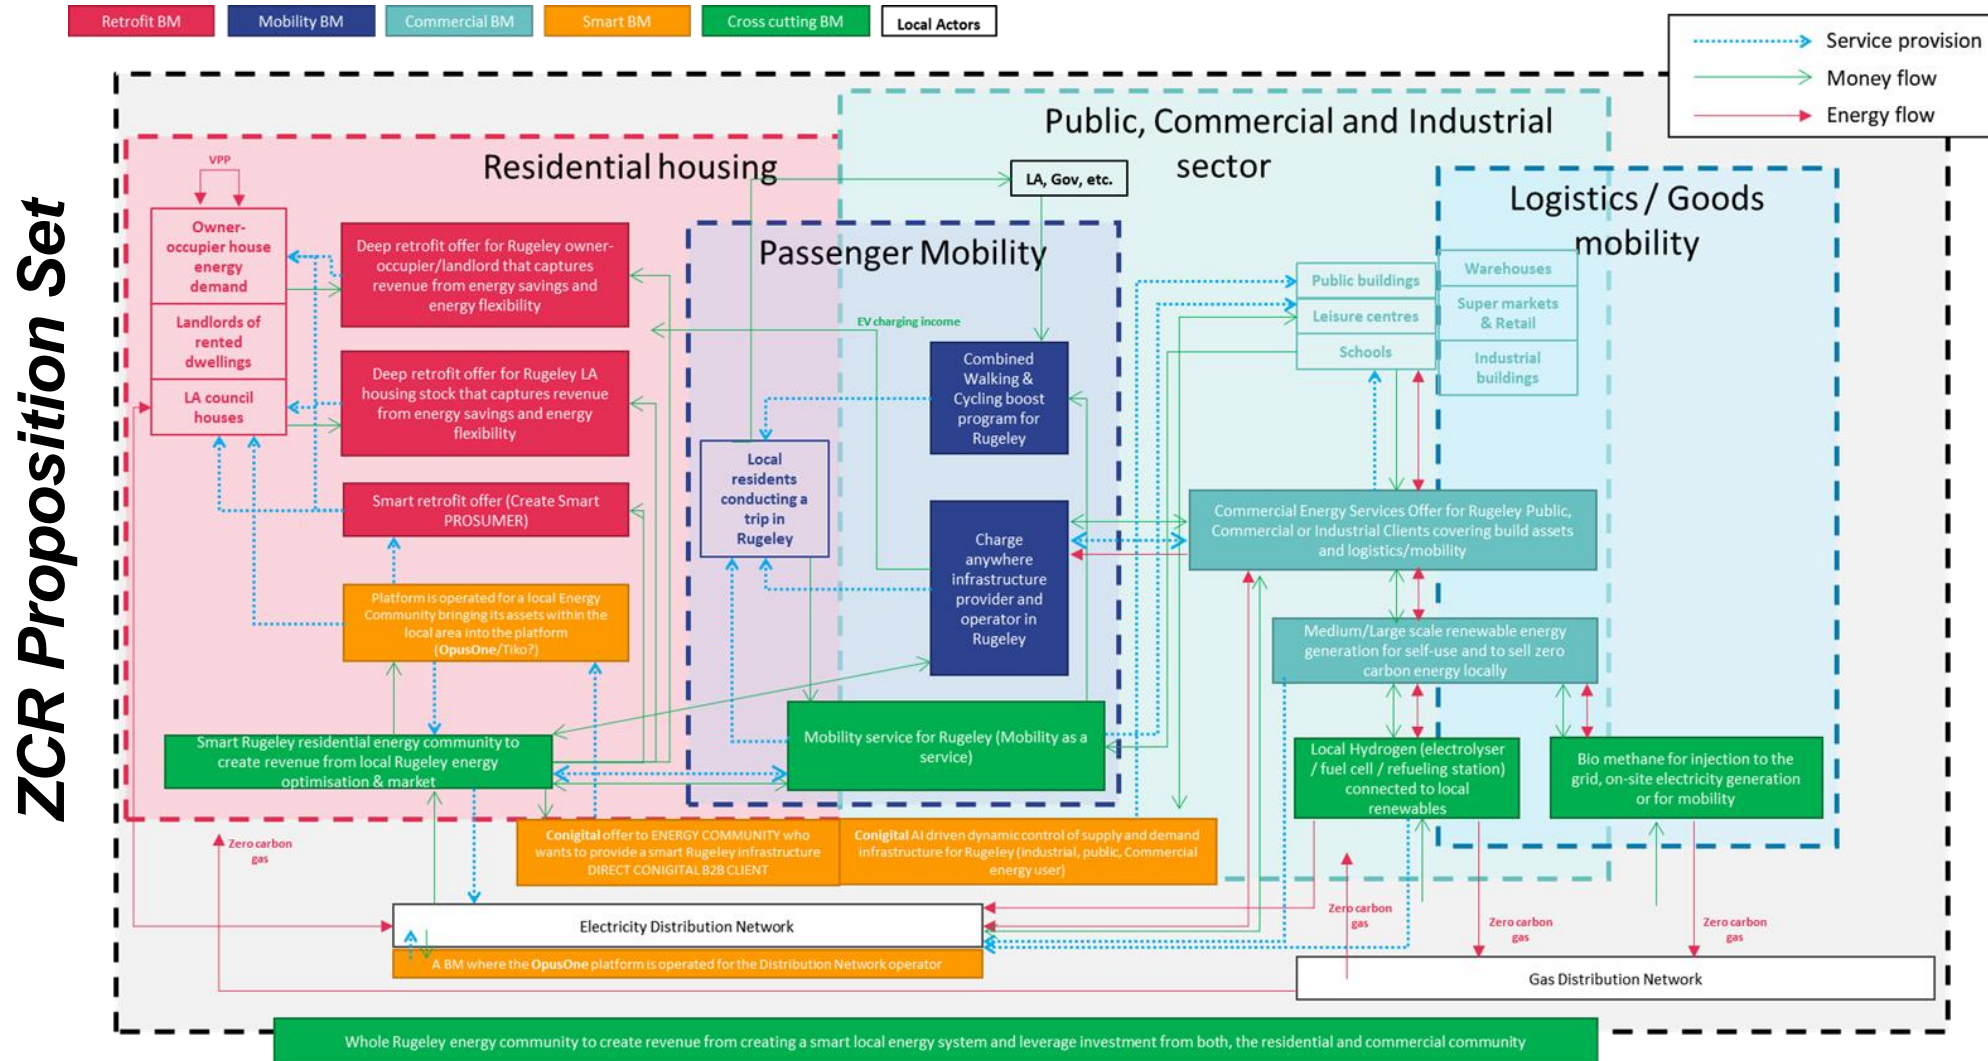 Retrofit BM
Mobility BM
Commercial BM
Smart BM
Cross cutting BM
Local Actors
Service provision
Money flow
Energy flow
ZCR Proposition Set
Residential housing
Public, Commercial and Industrial
sector
Logistics / Goods
mobility
Passenger Mobility
VPP
Owner-
occupier house
energy
demand
Landlords of
rented
dwellings
LA council
houses
Deep retrofit offer for Rugeley owner-
occupier/landlord that captures
revenue from energy savings and
energy flexibility
Deep retrofit offer for Rugeley LA
housing stock that captures revenue
from energy savings and energy
flexibility
Smart retrofit offer (Create Smart
PROSUMER)
Platform is operated for a local Energy
Community bringing its assets within the
local area into the platform
(OpusOne/Tiko?)
Smart Rugeley residential energy community to
create revenue from local Rugeley energy
optimisation & market
LA, Gov, etc.
EV charging income
Combined
Walking &
Cycling boost
program for
Rugeley
Local
residents
conducting a
trip in
Rugeley
Charge
anywhere
infrastructure
provider and
operator in
Rugeley
Mobility service for Rugeley (Mobility as a
service)
Public buildings
Leisure centres
Schools
Warehouses
Super markets
& Retail
Industrial
buildings
Commercial Energy Services Offer for Rugeley Public,
Commercial or Industrial Clients covering build assets
and logistics/mobility
Medium/Large scale renewable energy
generation for self-use and to sell zero
carbon energy locally
Local Hydrogen (electrolyser
/ fuel cell / refueling station)
connected to local
renewables
Bio methane for injection to the
grid, on-site electricity generation
or for mobility
Conigital offer to ENERGY COMMUNITY who
wants to provide a smart Rugeley infrastructure
DIRECT CONIGITAL B2B CLIENT
Conigital AI driven dynamic control of supply and demand
infrastructure for Rugeley (industrial, public, Commercial
energy user)
Zero carbon
gas
Electricity Distribution Network
A BM where the OpusOne platform is operated for the Distribution Network operator
Zero carbon
gas
Zero carbon
gas
Zero carbon
gas
Gas Distribution Network
Whole Rugeley energy community to create revenue from creating a smart local energy system and leverage investment from both, the residential and commercial community